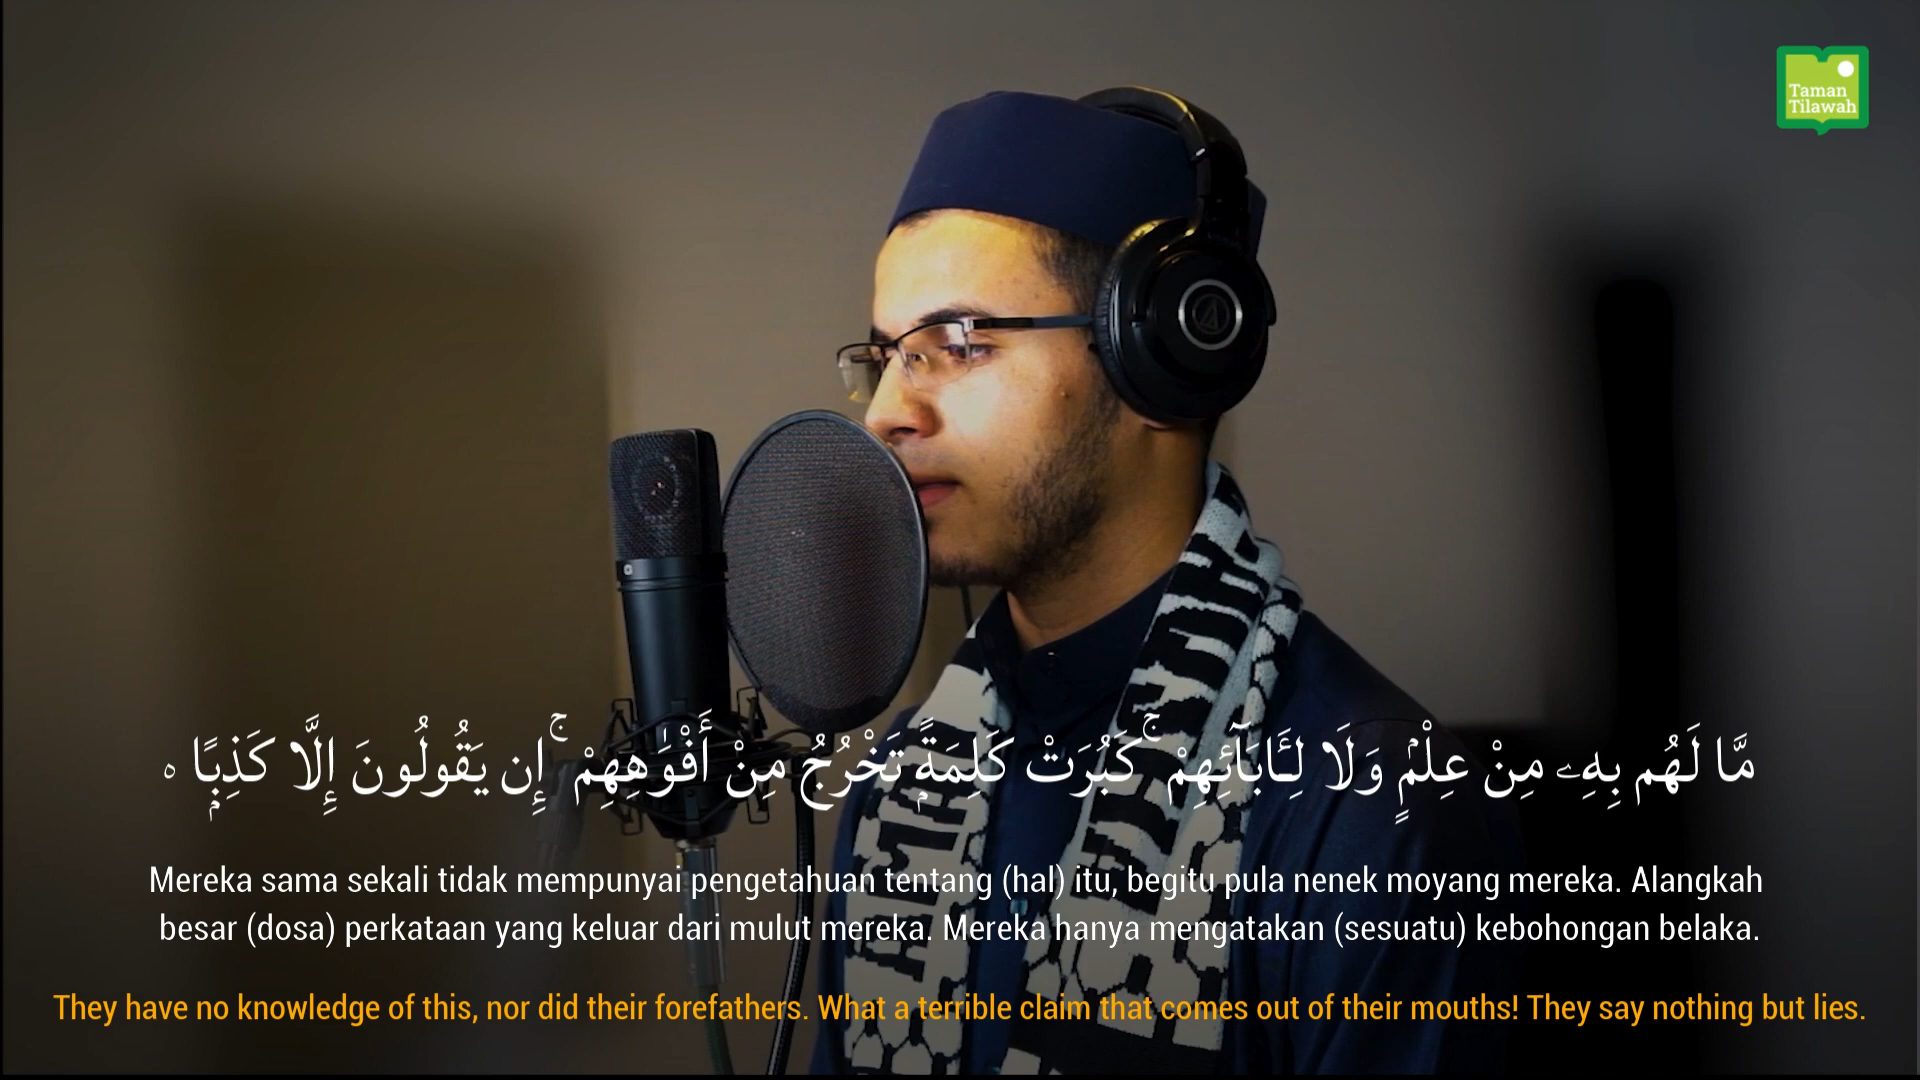 Taman
Tilawah
مَّا لَهُم بِهِۦ مِنْ عِلْمٍۢ وَلَا لِـَٔابَآئِهِمْ ۚ كَبُرَتْ كَلِمَةًۭ تَخْرُجُ مِنْ أَفْوَٰهِهِمْ ۚ إِن يَقُولُونَ إِلَّا كَذِبًۭا ٥
Mereka sama sekali tidak mempunyai pengetahuan tentang (hal) itu, begitu pula nenek moyang mereka. Alangkah
besar (dosa) perkataan yang keluar dari mulut mereka. Mereka hanya mengatakan (sesuatu) kebohongan belaka.
They have no knowledge of this, nor did their forefathers. What a terrible claim that comes out of their mouths! They say nothing but lies.